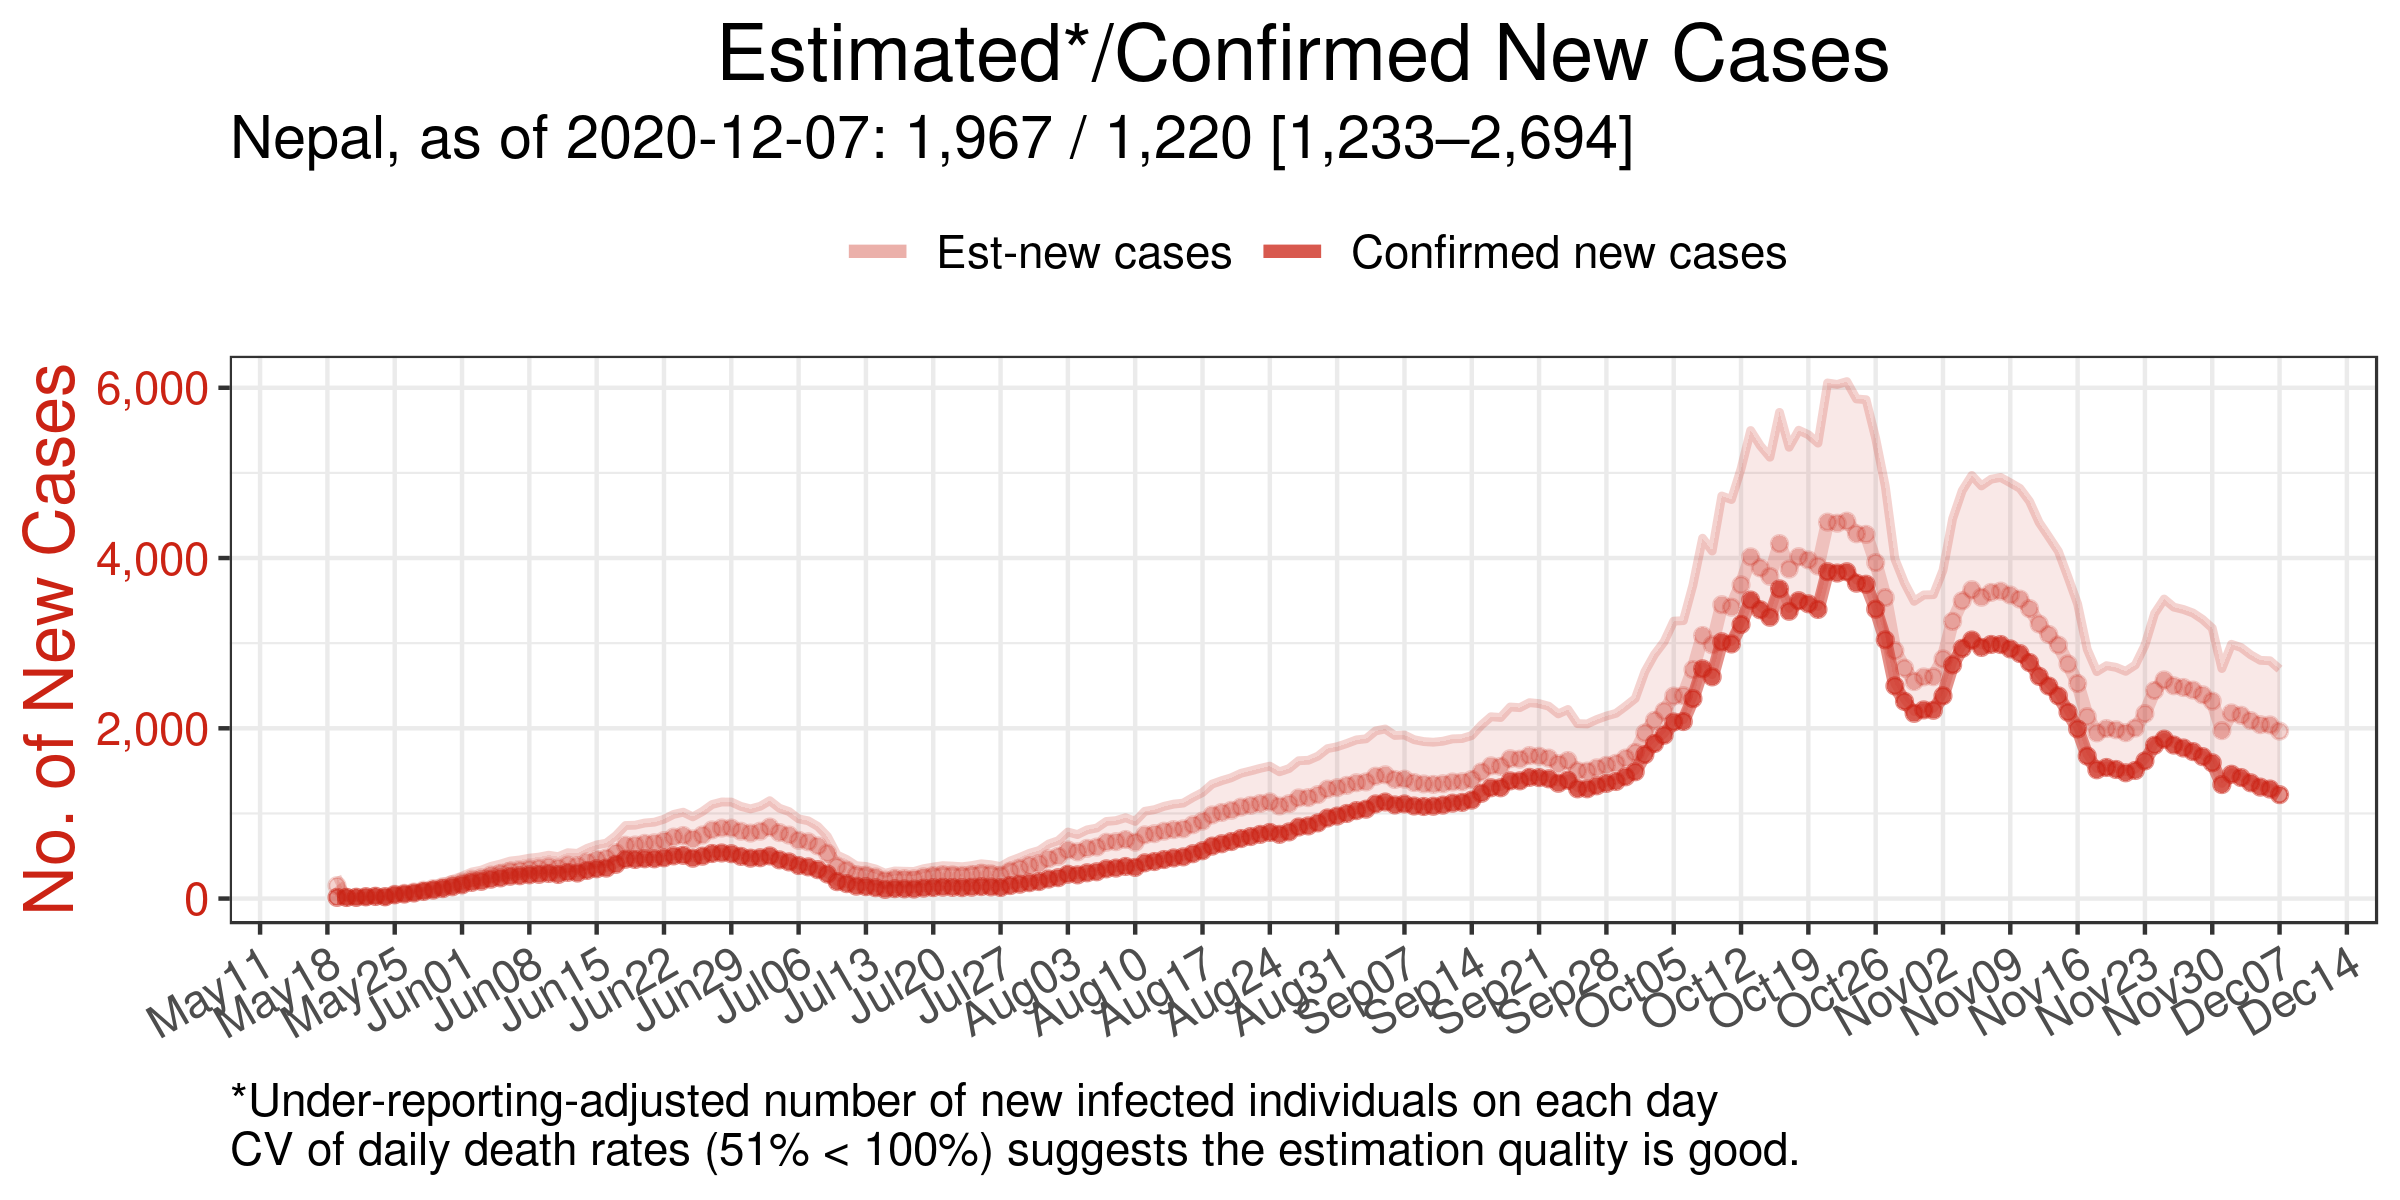 Estimated*/Confirmed New Cases
Nepal, as of 2020-12-07: 1,967 / 1,220 [1,233–2,694]
Est-new cases Confirmed new cases
No. of New Cases
6,000
4,000
2,000
0
May11 May18 May25 Jun01 Jun08 Jun15 Jun22 Jun29 Jul06 Jul13 Jul20 Jul27 Aug03 Aug10 Aug17 Aug24 Aug31 Sep07 Sep14 Sep21 Sep28 Oct05 Oct12 Oct19 Oct26 Nov02 Nov09 Nov16 Nov23 Nov30 Dec07 Dec14
*Under-reporting-adjusted number of new infected individuals on each day
CV of daily death rates (51% < 100%) suggests the estimation quality is good.